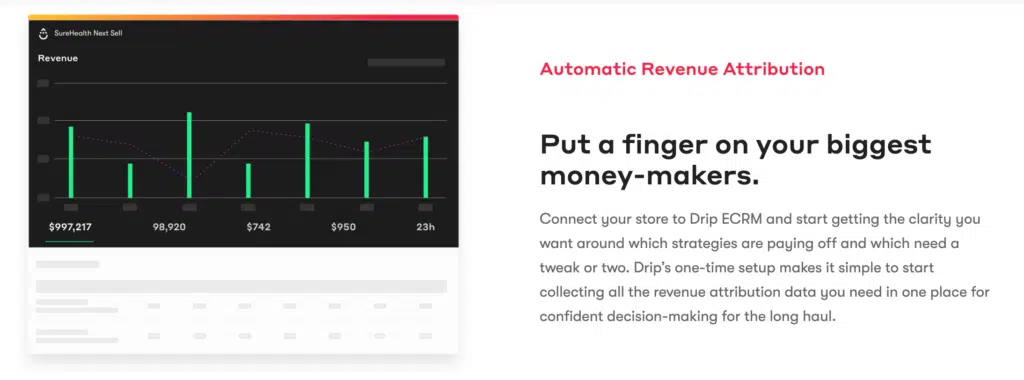 SureHealth Next Sell
Revenue
$997,217
98,920
$742
$950
23h
Automatic Revenue Attribution
Put a finger on your biggest
money-makers.
Connect your store to Drip ECRM and start getting the clarity you
want around which strategies are paying off and which need a
tweak or two. Drip’s one-time setup makes it simple to start
collecting all the revenue attribution data you need in one place for
confident decision-making for the long haul.